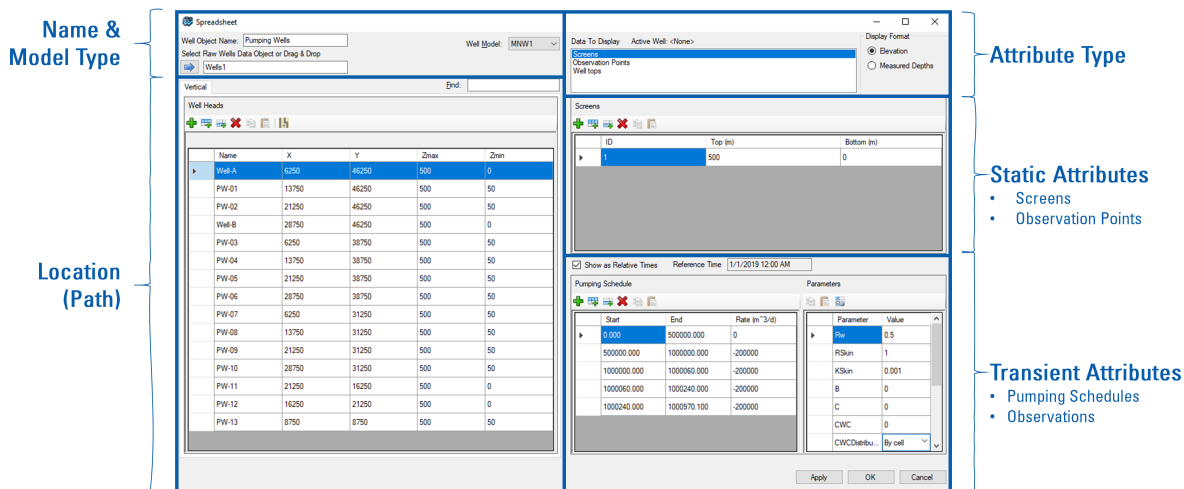 Name &
Model Type
Location
(Path)
Spreadsheet
Well Object Name: Pumping Wells
Well Model: MNW1
Select Raw Wells Data Object or Drag & Drop
Wells1
Vertical
Find:
Well Heads
Name X Y Zmax Zmin
Well-A 6250 46250 500 0
PW-01 13750 46250 500 50
PW-02 21250 46250 500 50
Well-B 28750 46250 500 0
PW-03 6250 38750 500 50
PW-04 13750 38750 500 50
PW-05 21250 38750 500 50
PW-06 28750 38750 500 50
PW-07 6250 31250 500 50
PW-08 13750 31250 500 50
PW-09 21250 31250 500 50
PW-10 28750 31250 500 50
PW-11 21250 16250 500 0
PW-12 16250 21250 500 0
PW-13 8750 8750 500 50
Data To Display Active Well: <None>
Screens
Observation Points
Well tops
Display Format
Elevation
Measured Depths
Screens
ID Top (m) Bottom (m)
1 500 0
Show as Relative Times Reference Time 1/1/2019 12:00 AM
Pumping Schedule
Start End Rate (m^3/d)
0.000 500000.000 0
500000.000 1000000.000 -200000
1000000.000 1000060.000 -200000
1000060.000 1000240.000 -200000
1000240.000 1000970.100 -200000
Parameters
Parameter Value
Rw 0.5
RSkin 1
KSkin 0.001
B 0
C 0
CWC 0
CWCDistribu... By cell
Apply OK Cancel
Attribute Type
Static Attributes
• Screens
• Observation Points
Transient Attributes
• Pumping Schedules
• Observations